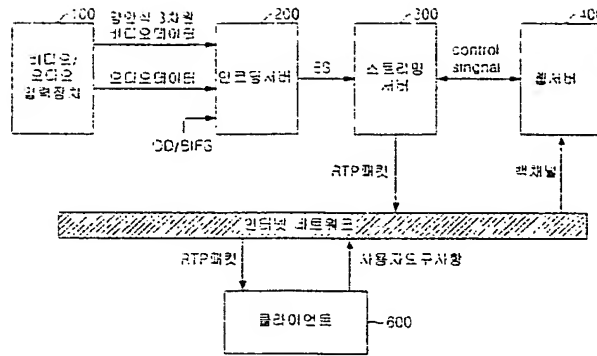 100
200
300
400
양안식 3차원
비디오데이터
비디오/
오디오
입력장치
오디오데이터
인코딩서버
ES
스트리밍
서버
control
singnal
웹서버
OD/BIFS
RTP패킷
백채널
인터넷 네트워크
RTP패킷
사용자요구사항
클라이언트
600